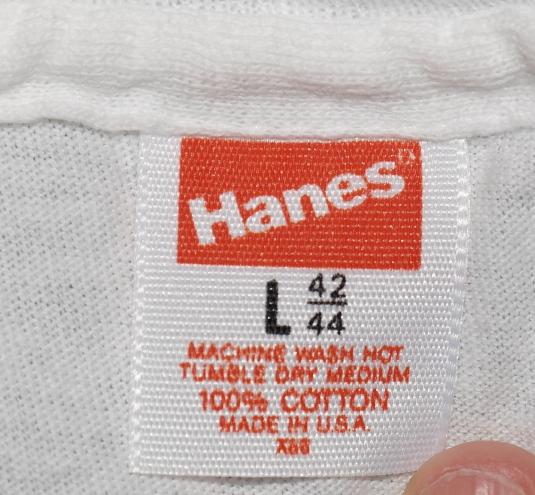 Hanes
L 42
44
MACHINE WASH HOT
TUMBLE DRY MEDIUM
100% COTTON
MADE IN U.S.A.